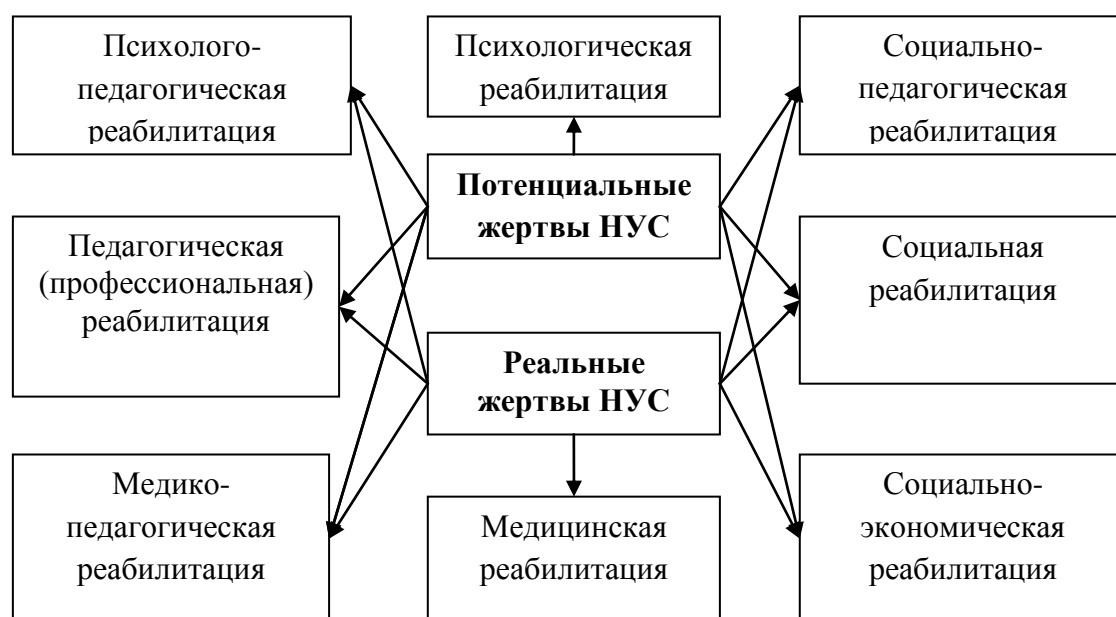 Психолого-
педагогическая
реабилитация
Психологическая
реабилитация
Социально-
педагогическая
реабилитация
Потенциальные
жертвы НУС
Педагогическая
(профессиональная)
реабилитация
Социальная
реабилитация
Реальные
жертвы НУС
Медико-
педагогическая
реабилитация
Медицинская
реабилитация
Социально-
экономическая
реабилитация